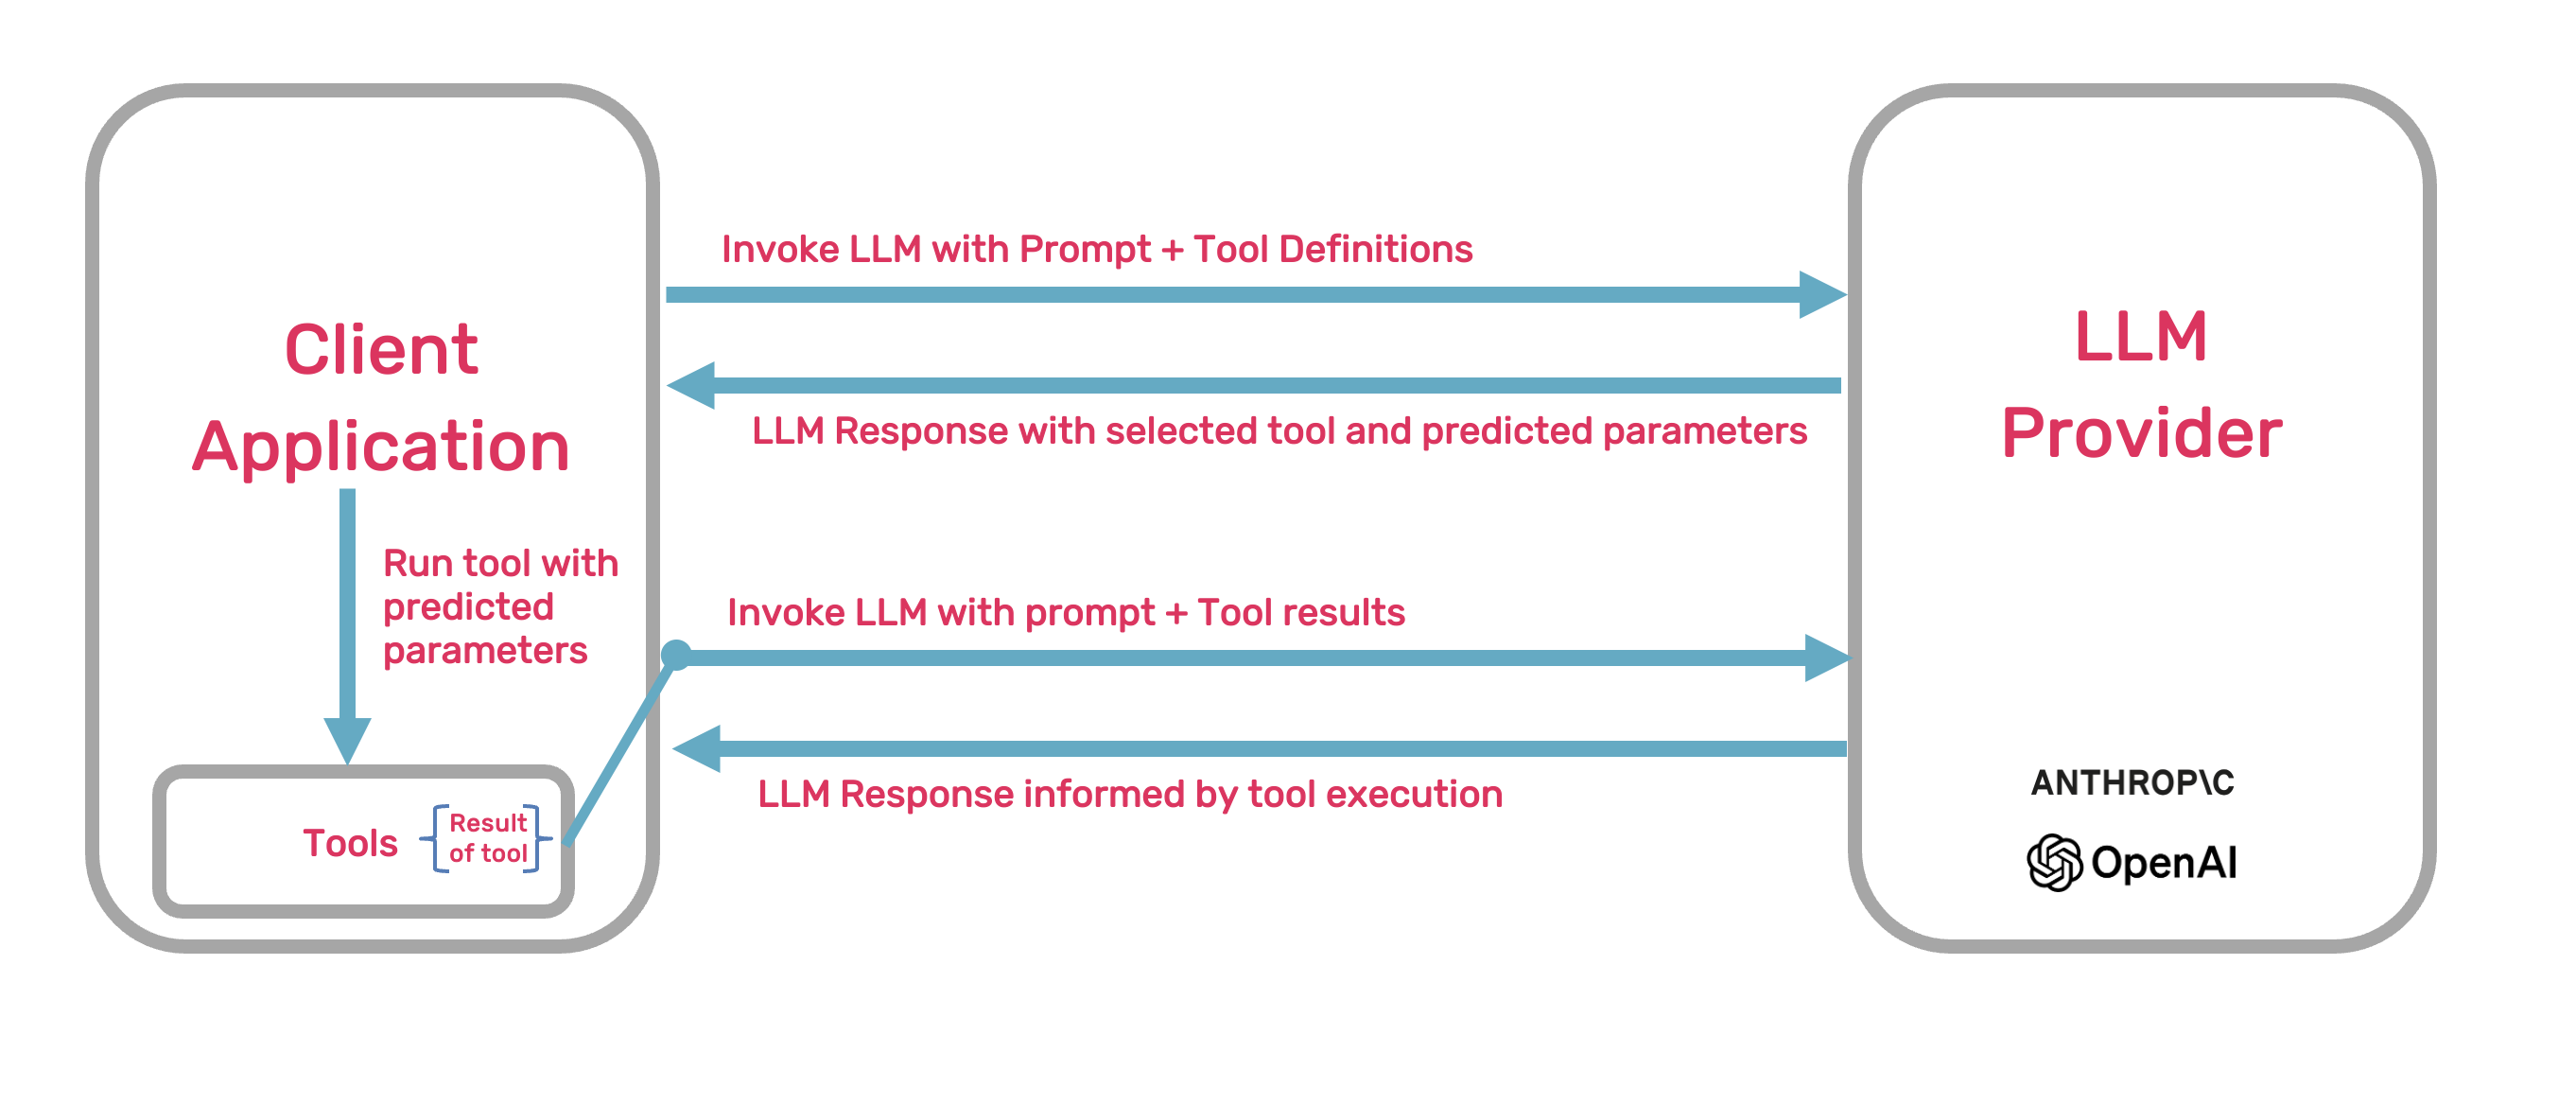 Invoke LLM with Prompt + Tool Definitions
Client
Application
LLM
Provider
LLM Response with selected tool and predicted parameters
Run tool with
predicted
parameters
Invoke LLM with prompt + Tool results
LLM Response informed by tool execution
Tools
Result
of tool
ANTHROP\C
OpenAI